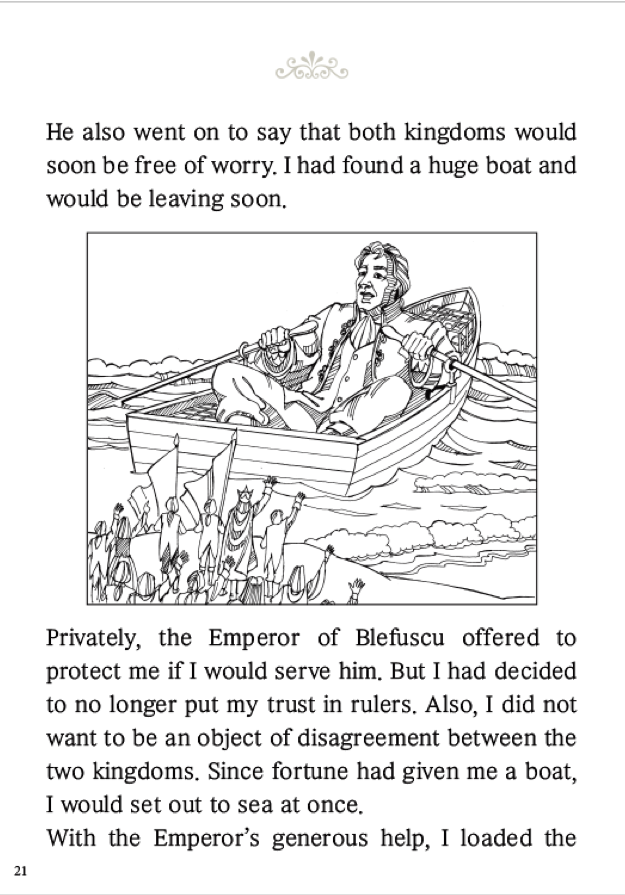 He also went on to say that both kingdoms would
soon be free of worry. I had found a huge boat and
would be leaving soon.
Privately, the Emperor of Blefuscu offered to
protect me if I would serve him. But I had decided
to no longer put my trust in rulers. Also, I did not
want to be an object of disagreement between the
two kingdoms. Since fortune had given me a boat,
I would set out to sea at once.
With the Emperor’s generous help, I loaded the
21